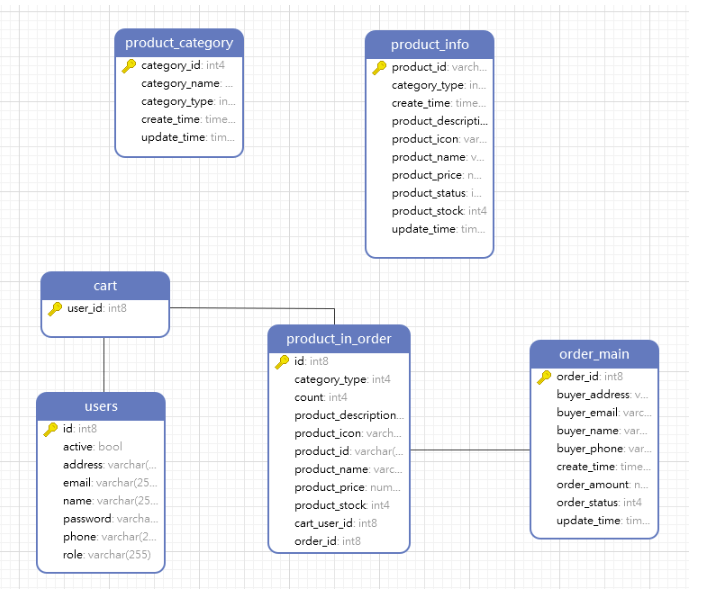 product_category
category_id: int4
category_name: ...
category_type: in...
create_time: time...
update_time: tim...
product_info
product_id: varch...
category_type: in...
create_time: time...
product_descripti...
product_icon: var...
product_name: v...
product_price: n...
product_status: i...
product_stock: int4
update_time: tim...
cart
user_id: int8
users
id: int8
active: bool
address: varchar(...
email: varchar(25...
name: varchar(25...
password: varcha...
phone: varchar(2...
role: varchar(255)
product_in_order
id: int8
category_type: int4
count: int4
product_description...
product_icon: varch...
product_id: varchar(...
product_name: varc...
product_price: num...
product_stock: int4
cart_user_id: int8
order_id: int8
order_main
order_id: int8
buyer_address: v...
buyer_email: varc...
buyer_name: var...
buyer_phone: var...
create_time: time...
order_amount: n...
order_status: int4
update_time: tim...